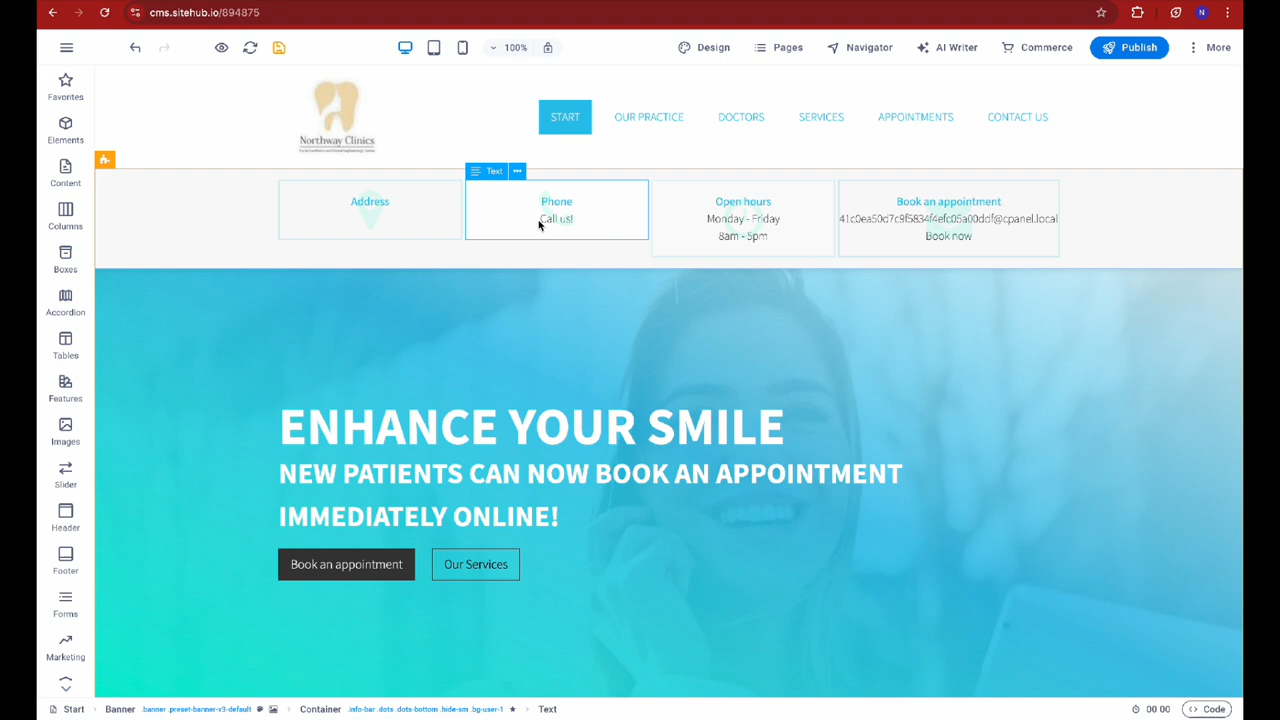 cms.sitehub.io/894875
N
100%
Design
Pages
Navigator
AI Writer
Commerce
Publish
More
Favorites
Elements
Content
Columns
Boxes
Accordion
Tables
Features
Images
Slider
Header
Footer
Forms
Marketing
Northway Clinics
START
OUR PRACTICE
DOCTORS
SERVICES
APPOINTMENTS
CONTACT US
Text
Address
Phone
Call us!
Open hours
Monday - Friday
8am - 5pm
Book an appointment
41c0ea50d7c9f5834f4efc05a00ddf@cpanel.local
Book now
ENHANCE YOUR SMILE
NEW PATIENTS CAN NOW BOOK AN APPOINTMENT
IMMEDIATELY ONLINE!
Book an appointment
Our Services
Start
Banner .banner .preset-banner-v3-default
Container .info-bar .dots .dots-bottom .hide-sm .bg-user-1
Text
00 00
Code